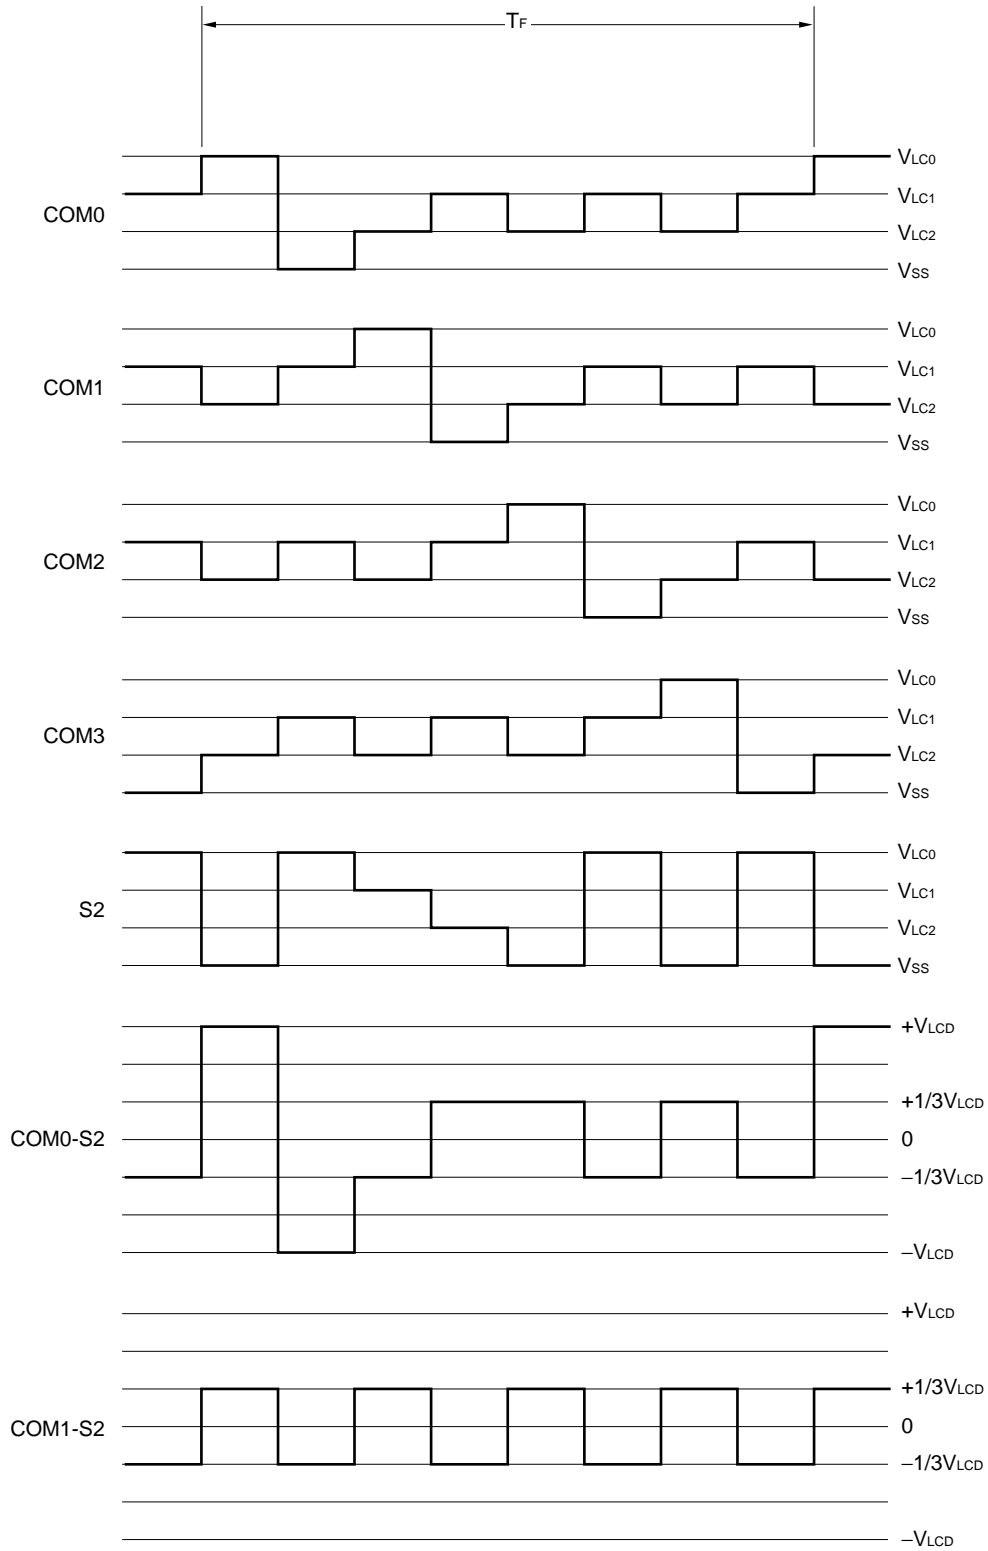 TF
COM0
VLC0
VLC1
VLC2
VSS
COM1
VLC0
VLC1
VLC2
VSS
COM2
VLC0
VLC1
VLC2
VSS
COM3
VLC0
VLC1
VLC2
VSS
S2
VLC0
VLC1
VLC2
VSS
COM0-S2
+VLCD
+1/3VLCD
0
−1/3VLCD
−VLCD
COM1-S2
+VLCD
+1/3VLCD
0
−1/3VLCD
−VLCD